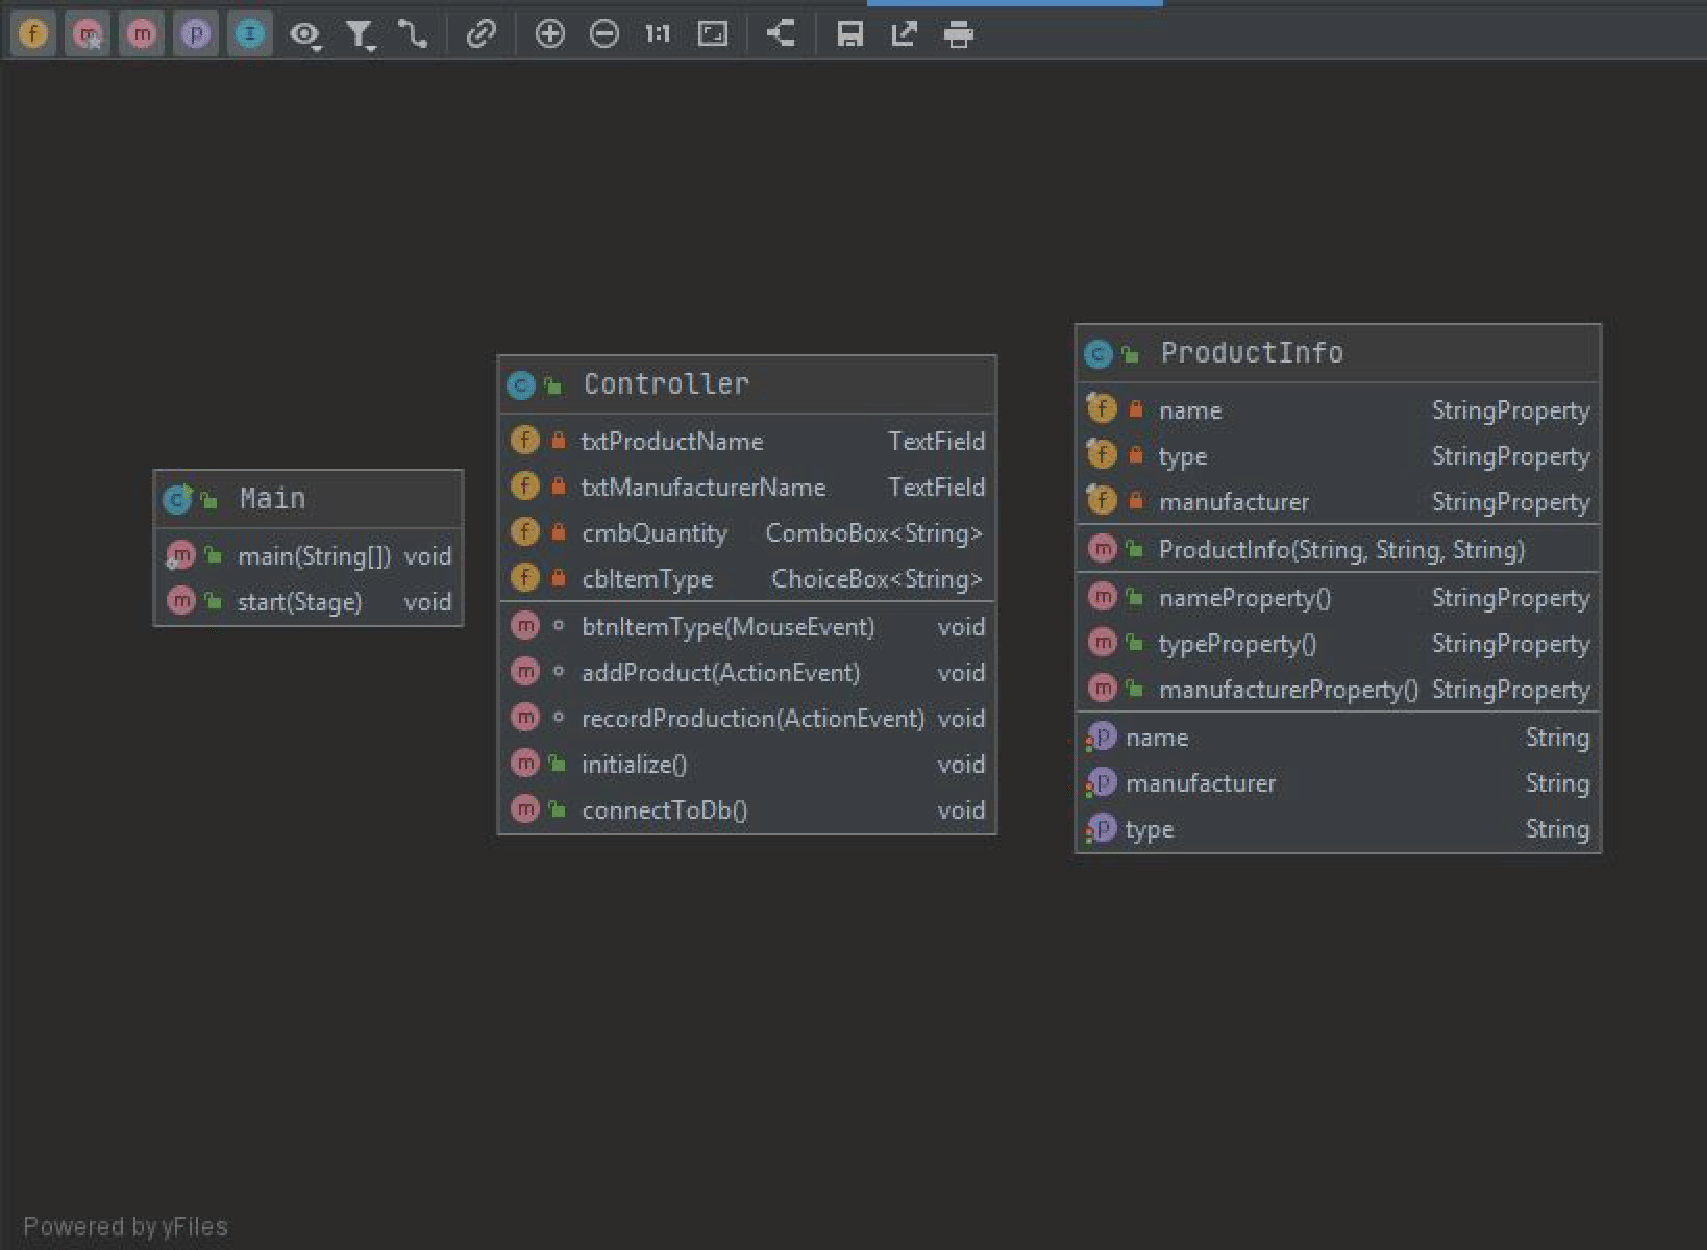 f m m p I 1:1
Main
main(String[]) void
start(Stage) void
Controller
txtProductName TextField
txtManufacturerName TextField
cmbQuantity ComboBox<String>
cbItemType ChoiceBox<String>
btnItemType(MouseEvent) void
addProduct(ActionEvent) void
recordProduction(ActionEvent) void
initialize() void
connectToDb() void
ProductInfo
name StringProperty
type StringProperty
manufacturer StringProperty
ProductInfo(String, String, String)
nameProperty() StringProperty
typeProperty() StringProperty
manufacturerProperty() StringProperty
name String
manufacturer String
type String
Powered by yFiles